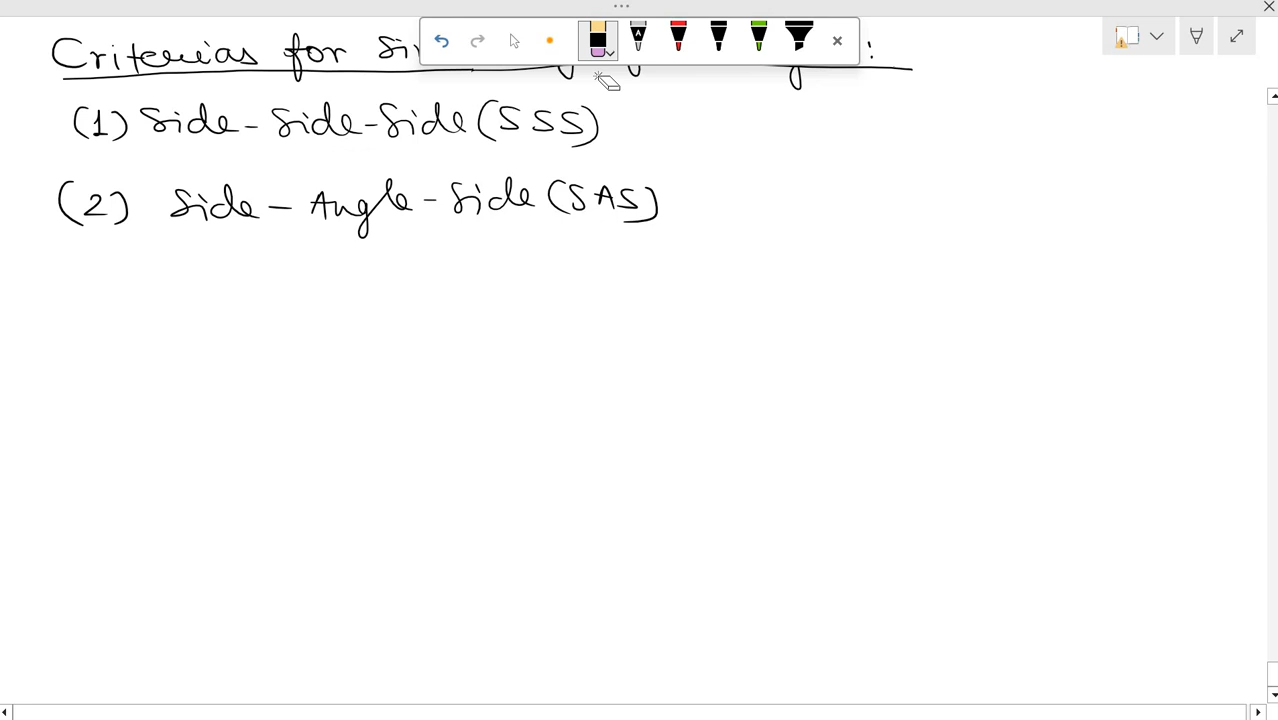 Criterias for :
(1) Side - Side - Side (SSS)
(2) Side - Angle - Side (SAS)